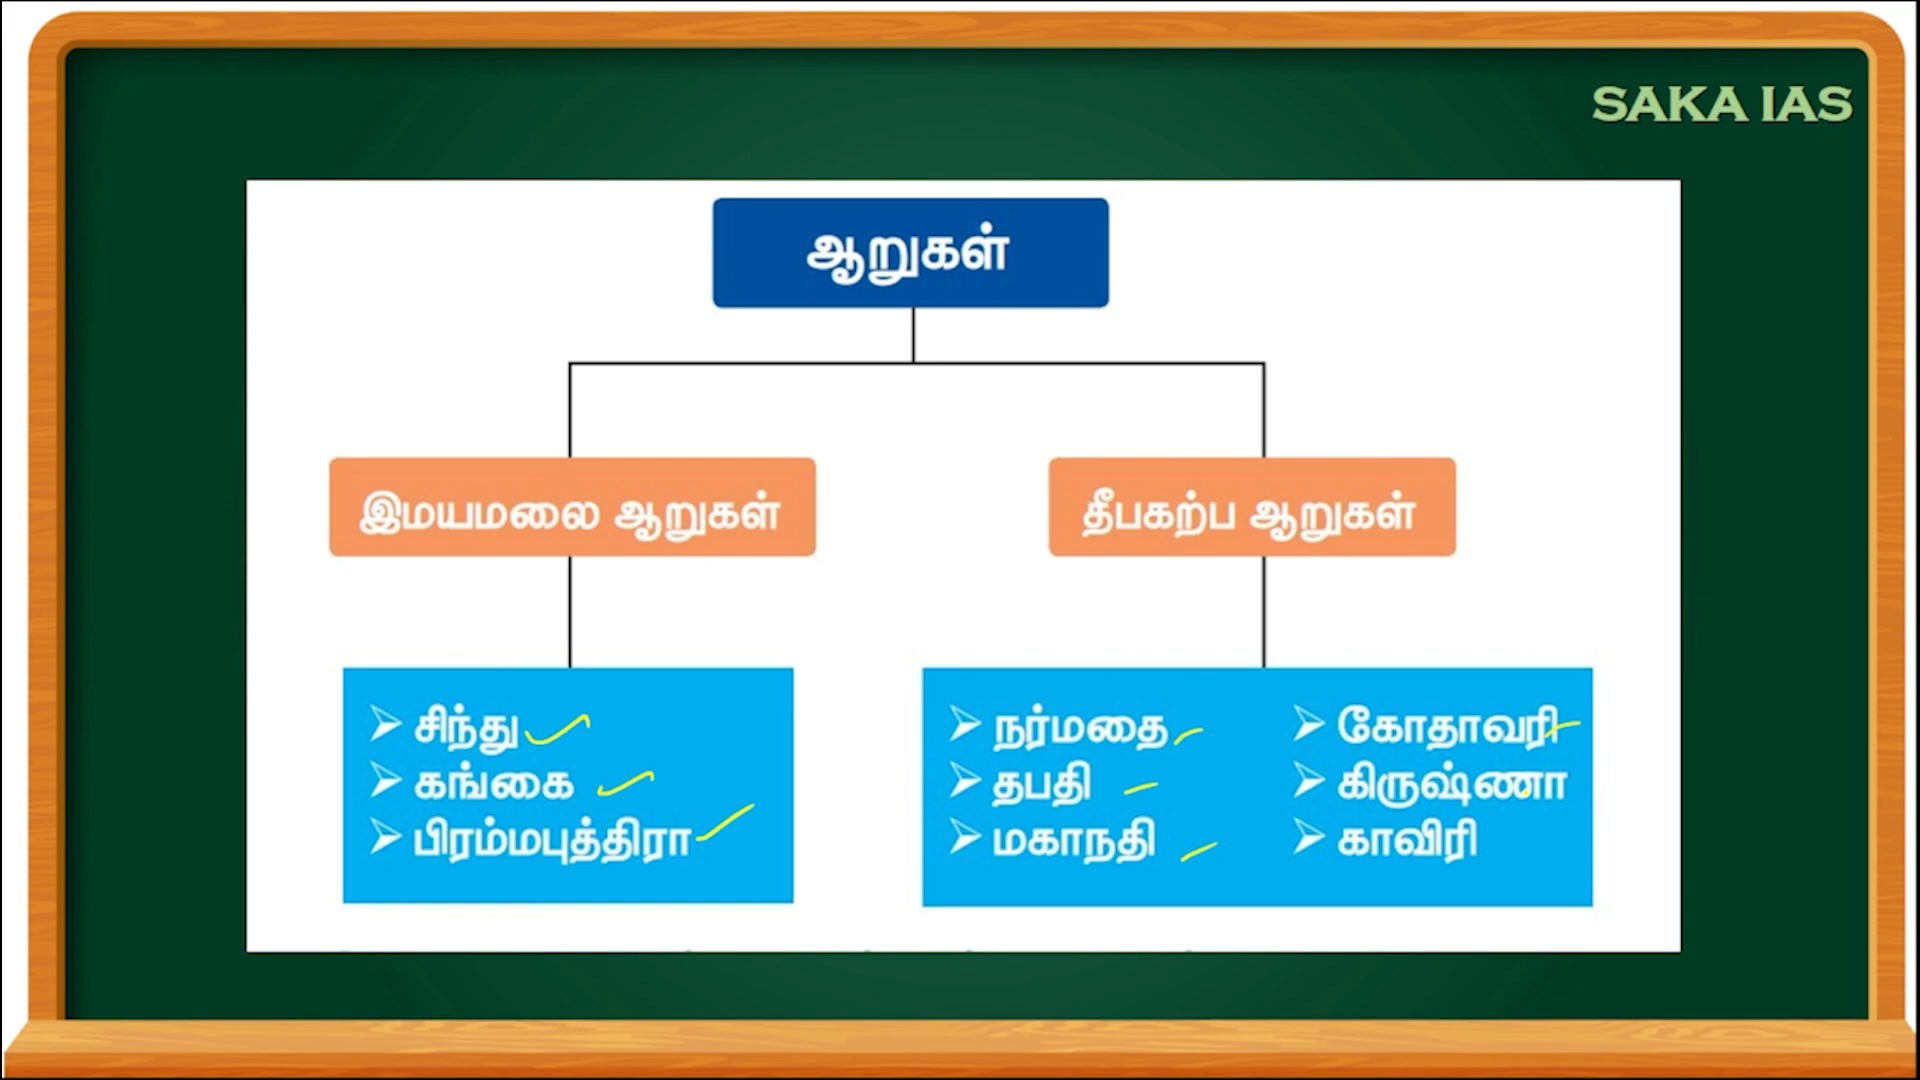 SAKA IAS
ஆறுகள்
இமயமலை ஆறுகள்
தீபகற்ப ஆறுகள்
➢ சிந்து
➢ கங்கை
➢ பிரம்மபுத்திரா
➢ நர்மதை
➢ தபதி
➢ மகாநதி
➢ கோதாவரி
➢ கிருஷ்ணா
➢ காவிரி